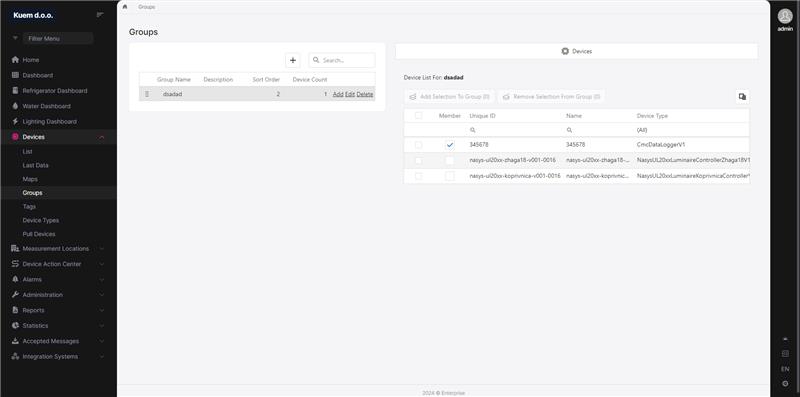 Kuem d.o.o.
Filter Menu
Home
Dashboard
Refrigerator Dashboard
Water Dashboard
Lighting Dashboard
Devices
List
Last Data
Maps
Groups
Tags
Device Types
Pull Devices
Measurement Locations
Device Action Center
Alarms
Administration
Reports
Statistics
Accepted Messages
Integration Systems
Groups
Groups
Search...
Group Name Description Sort Order Device Count
dsadad 2 1 Add Edit Delete
Devices
Device List For: dsadad
Add Selection To Group (0) Remove Selection From Group (0)
Member Unique ID Name Device Type
(All)
345678 345678 CmcDataLoggerV1
nasys-ul20xx-zhaga18-v001-0016 nasys-ul20xx-zhaga18-... NasysUL20xxLuminaireControllerZhaga18V1
nasys-ul20xx-koprivnica-v001-0016 nasys-ul20xx-koprivnic... NasysUL20xxLuminaireKoprivnicaControllerV
2024 © Enterprise
admin
EN